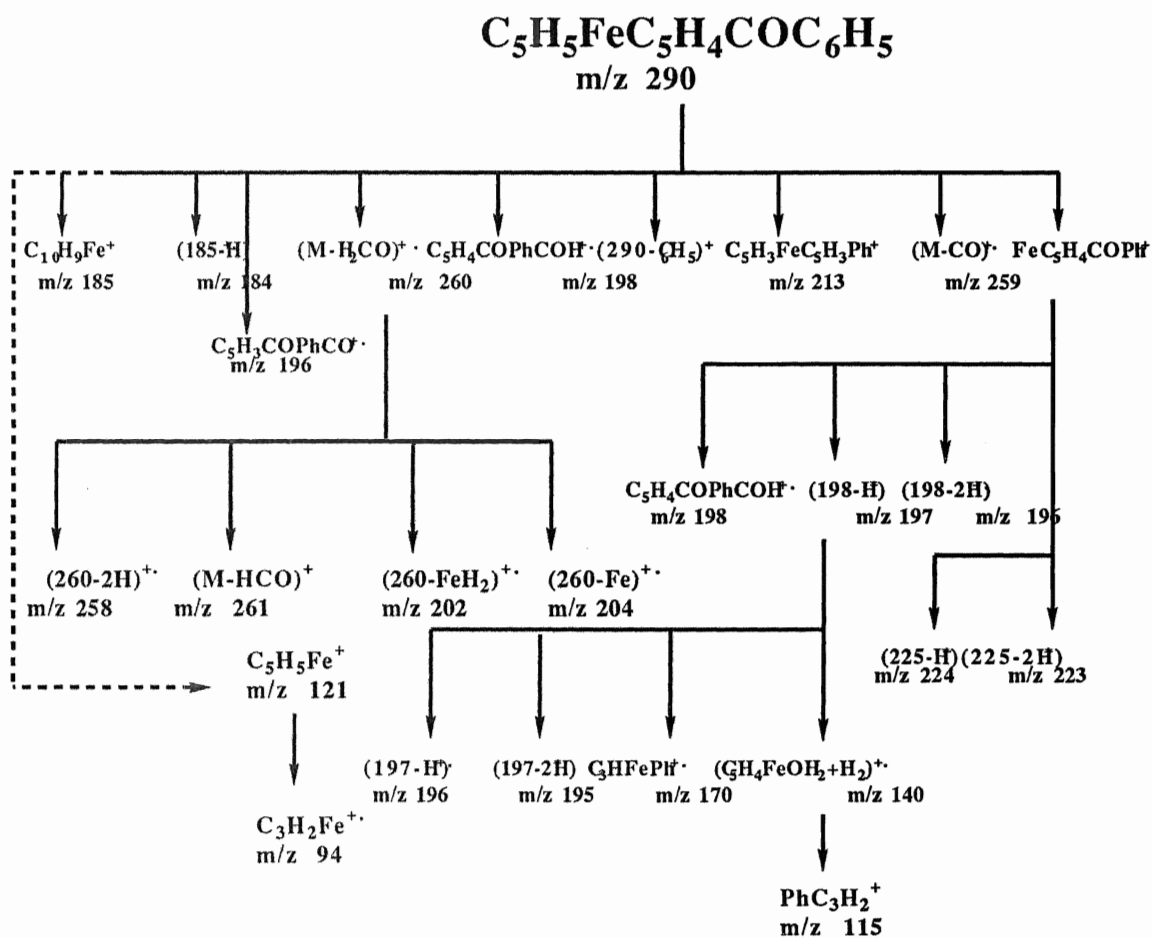 C₅H₅FeC₅H₄COC₆H₅
m/z 290
C₁₀H₉Fe⁺
m/z 185
(185-H)
m/z 184
(M-H₂CO)⁺·
m/z 260
C₅H₄COPhCOH⁺·
m/z 198
(290-C₆H₅)⁺
m/z 213
C₅H₃FeC₅H₃Ph⁺
m/z 259
(M-CO)⁺·
FeC₅H₄COPh⁺
C₅H₃COPhCO⁺·
m/z 196
C₅H₄COPhCOH⁺·
m/z 198
(198-H)
m/z 197
(198-2H)
m/z 196
(260-2H)⁺·
m/z 258
(M-HCO)⁺
m/z 261
(260-FeH₂)⁺·
m/z 202
(260-Fe)⁺·
m/z 204
C₅H₅Fe⁺
m/z 121
(225-H)
m/z 224
(225-2H)
m/z 223
(197-H)⁺·
m/z 196
(197-2H)
m/z 195
C₃HFePh⁺·
m/z 170
(C₅H₄FeOH₂+H₂)⁺·
m/z 140
C₃H₂Fe⁺·
m/z 94
PhC₃H₂⁺
m/z 115